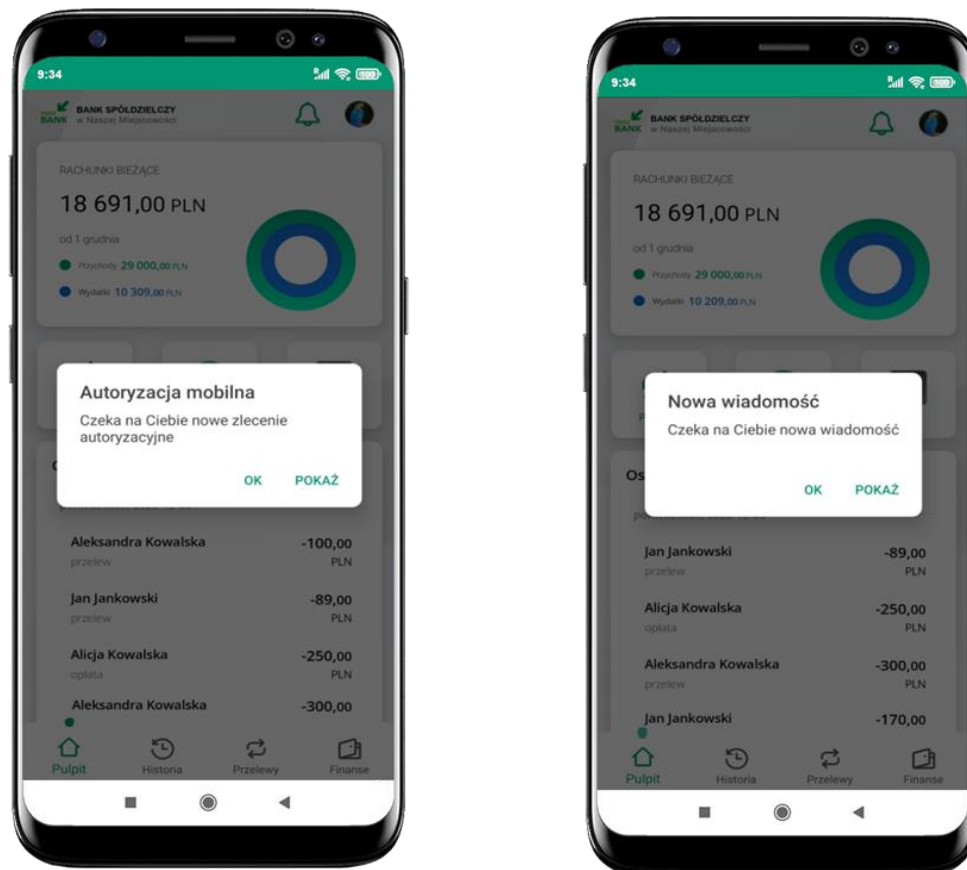 9:34
BANK SPÓŁDZIELCZY
BANK w Naszej Miejscowości
RACHUNKI BIEŻĄCE
18 691,00 PLN
od 1 grudnia
Przychody 29 000,00 PLN
Wydatki 10 309,00 PLN
Autoryzacja mobilna
Czeka na Ciebie nowe zlecenie
autoryzacyjne
OK POKAŻ
Aleksandra Kowalska -100,00
przelew PLN
Jan Jankowski -89,00
przelew PLN
Alicja Kowalska -250,00
opłata PLN
Aleksandra Kowalska -300,00
Pulpit Historia Przelewy Finanse
9:34
BANK SPÓŁDZIELCZY
BANK w Naszej Miejscowości
RACHUNKI BIEŻĄCE
18 691,00 PLN
od 1 grudnia
Przychody 29 000,00 PLN
Wydatki 10 209,00 PLN
Nowa wiadomość
Czeka na Ciebie nowa wiadomość
OK POKAŻ
Os
Jan Jankowski -89,00
przelew PLN
Alicja Kowalska -250,00
opłata PLN
Aleksandra Kowalska -300,00
przelew PLN
Jan Jankowski -170,00
Pulpit Historia Przelewy Finanse